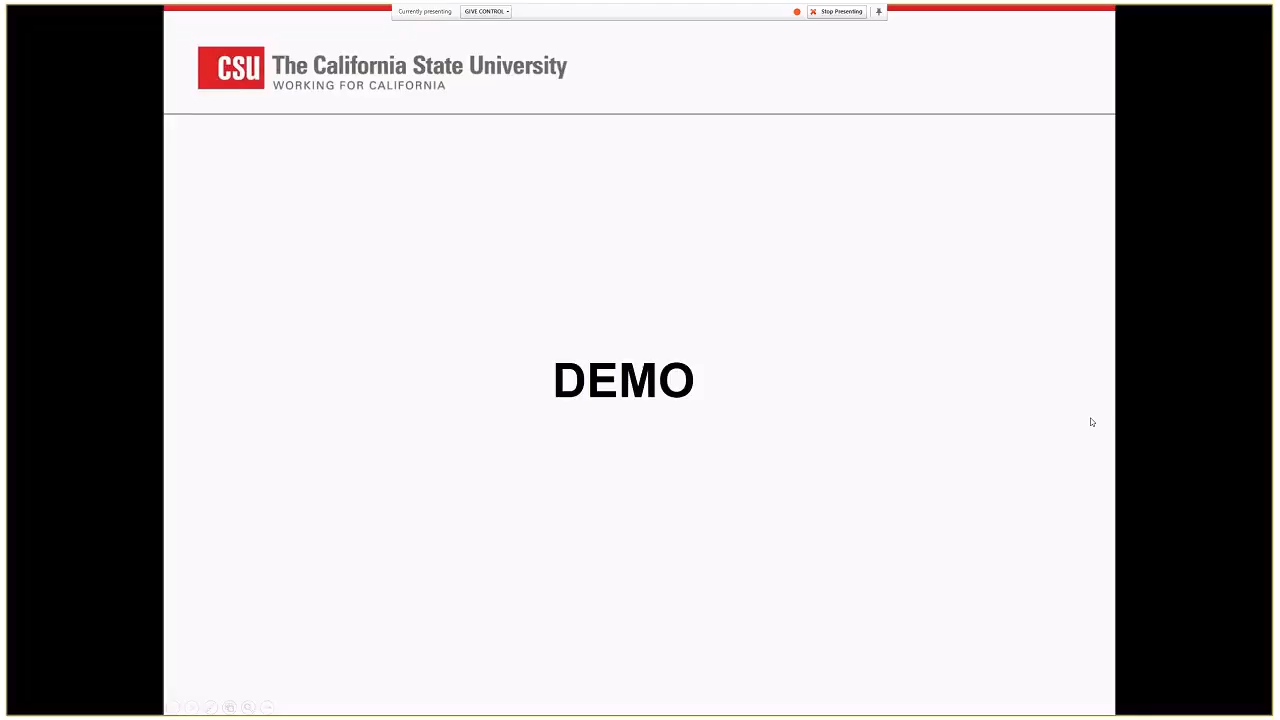 Currently presenting GIVE CONTROL Stop Presenting
CSU The California State University
WORKING FOR CALIFORNIA
DEMO